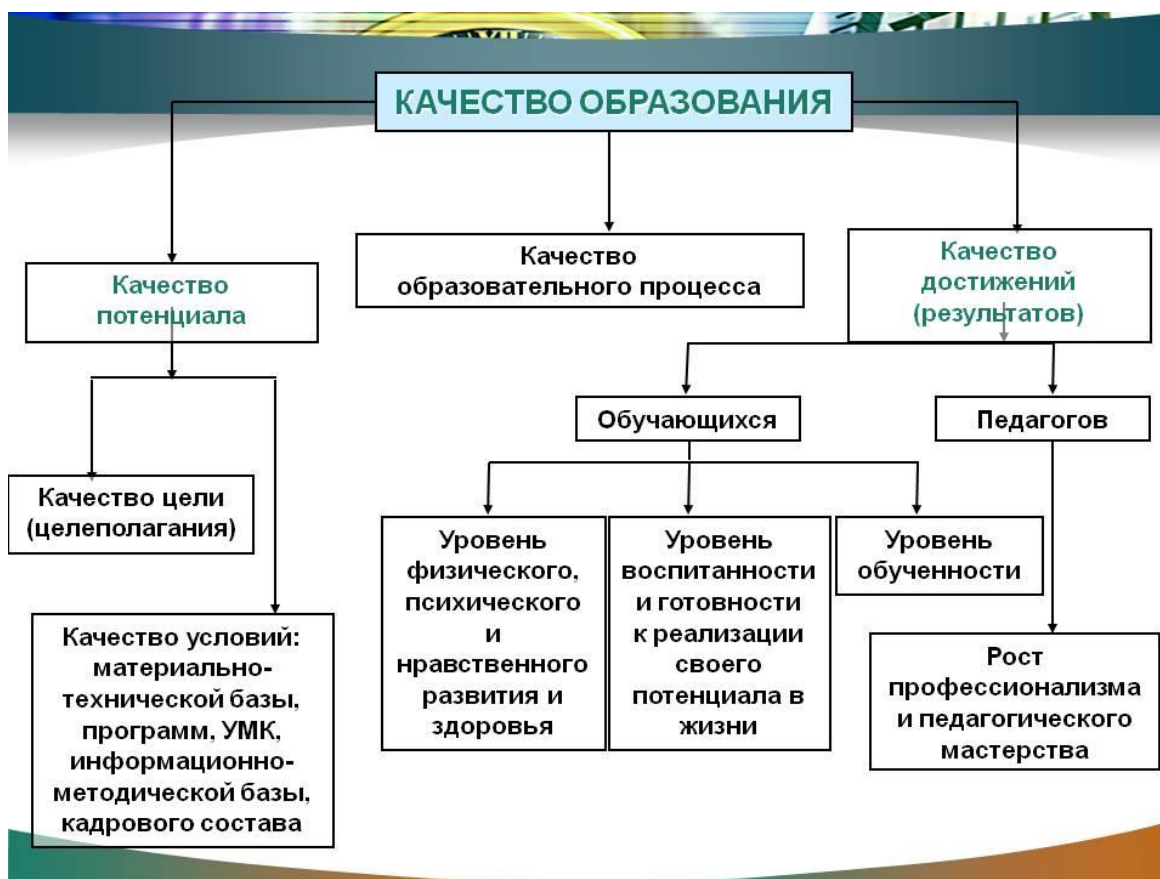 КАЧЕСТВО ОБРАЗОВАНИЯ
Качество
потенциала
Качество
образовательного процесса
Качество
достижений
(результатов)
Обучающихся
Педагогов
Качество цели
(целеполагания)
Качество условий:
материально-
технической базы,
программ, УМК,
информационно-
методической базы,
кадрового состава
Уровень
физического,
психического
и
нравственного
развития и
здоровья
Уровень
воспитанности
и готовности
к реализации
своего
потенциала в
жизни
Уровень
обученности
Рост
профессионализма
и педагогического
мастерства